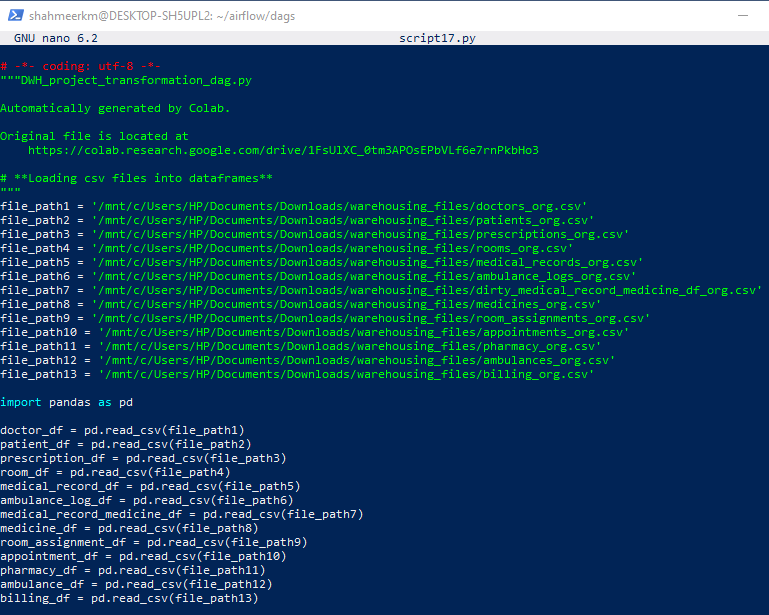 shahmeerkm@DESKTOP-SH5UPL2: ~/airflow/dags
GNU nano 6.2 script17.py
# -*- coding: utf-8 -*-
"""DWH_project_transformation_dag.py
Automatically generated by Colab.
Original file is located at
https://colab.research.google.com/drive/1FsUlXC_0tm3APOsEPbVLf6e7rnPkbHo3
# **Loading csv files into dataframes**
"""
file_path1 = '/mnt/c/Users/HP/Documents/Downloads/warehousing_files/doctors_org.csv'
file_path2 = '/mnt/c/Users/HP/Documents/Downloads/warehousing_files/patients_org.csv'
file_path3 = '/mnt/c/Users/HP/Documents/Downloads/warehousing_files/prescriptions_org.csv'
file_path4 = '/mnt/c/Users/HP/Documents/Downloads/warehousing_files/rooms_org.csv'
file_path5 = '/mnt/c/Users/HP/Documents/Downloads/warehousing_files/medical_records_org.csv'
file_path6 = '/mnt/c/Users/HP/Documents/Downloads/warehousing_files/ambulance_logs_org.csv'
file_path7 = '/mnt/c/Users/HP/Documents/Downloads/warehousing_files/dirty_medical_record_medicine_df_org.csv'
file_path8 = '/mnt/c/Users/HP/Documents/Downloads/warehousing_files/medicines_org.csv'
file_path9 = '/mnt/c/Users/HP/Documents/Downloads/warehousing_files/room_assignments_org.csv'
file_path10 = '/mnt/c/Users/HP/Documents/Downloads/warehousing_files/appointments_org.csv'
file_path11 = '/mnt/c/Users/HP/Documents/Downloads/warehousing_files/pharmacy_org.csv'
file_path12 = '/mnt/c/Users/HP/Documents/Downloads/warehousing_files/ambulances_org.csv'
file_path13 = '/mnt/c/Users/HP/Documents/Downloads/warehousing_files/billing_org.csv'
import pandas as pd
doctor_df = pd.read_csv(file_path1)
patient_df = pd.read_csv(file_path2)
prescription_df = pd.read_csv(file_path3)
room_df = pd.read_csv(file_path4)
medical_record_df = pd.read_csv(file_path5)
ambulance_log_df = pd.read_csv(file_path6)
medical_record_medicine_df = pd.read_csv(file_path7)
medicine_df = pd.read_csv(file_path8)
room_assignment_df = pd.read_csv(file_path9)
appointment_df = pd.read_csv(file_path10)
pharmacy_df = pd.read_csv(file_path11)
ambulance_df = pd.read_csv(file_path12)
billing_df = pd.read_csv(file_path13)